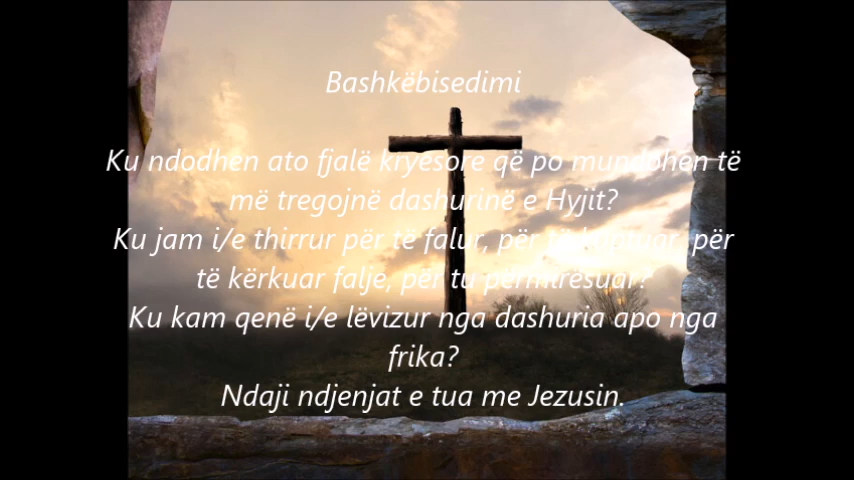 Bashkëbisedimi
Ku ndodhen ato fjalë kryesore që po mundohen të
më tregojnë dashurinë e Hyjit?
Ku jam i/e thirrur për të falur, për të kuptuar, për
të kërkuar falje, për tu përmirësuar?
Ku kam qenë i/e lëvizur nga dashuria apo nga
frika?
Ndaji ndjenjat e tua me Jezusin.